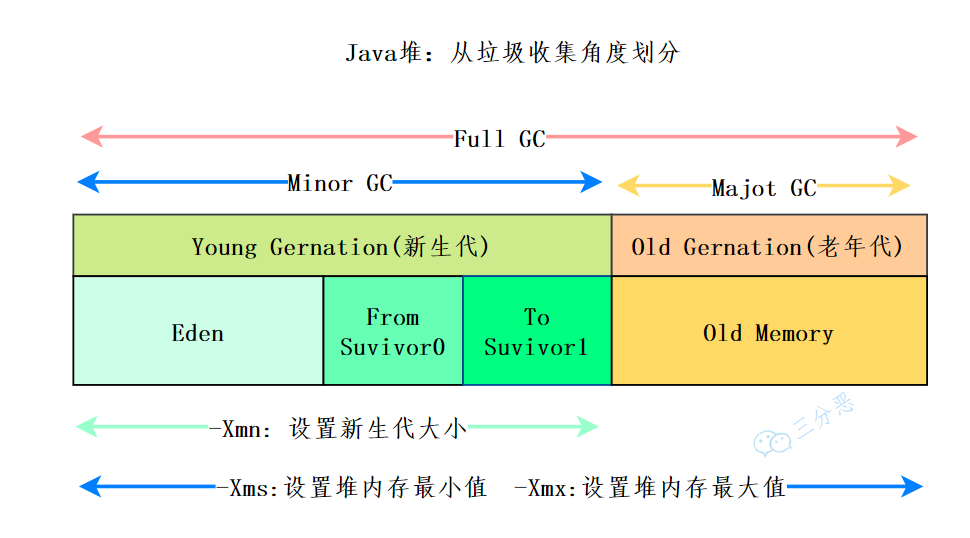 Java堆：从垃圾收集角度划分
Full GC
Minor GC
Majot GC
Young Gernation(新生代)
Old Gernation(老年代)
Eden
From
Suvivor0
To
Suvivor1
Old Memory
-Xmn: 设置新生代大小
三分恶
-Xms:设置堆内存最小值 -Xmx:设置堆内存最大值